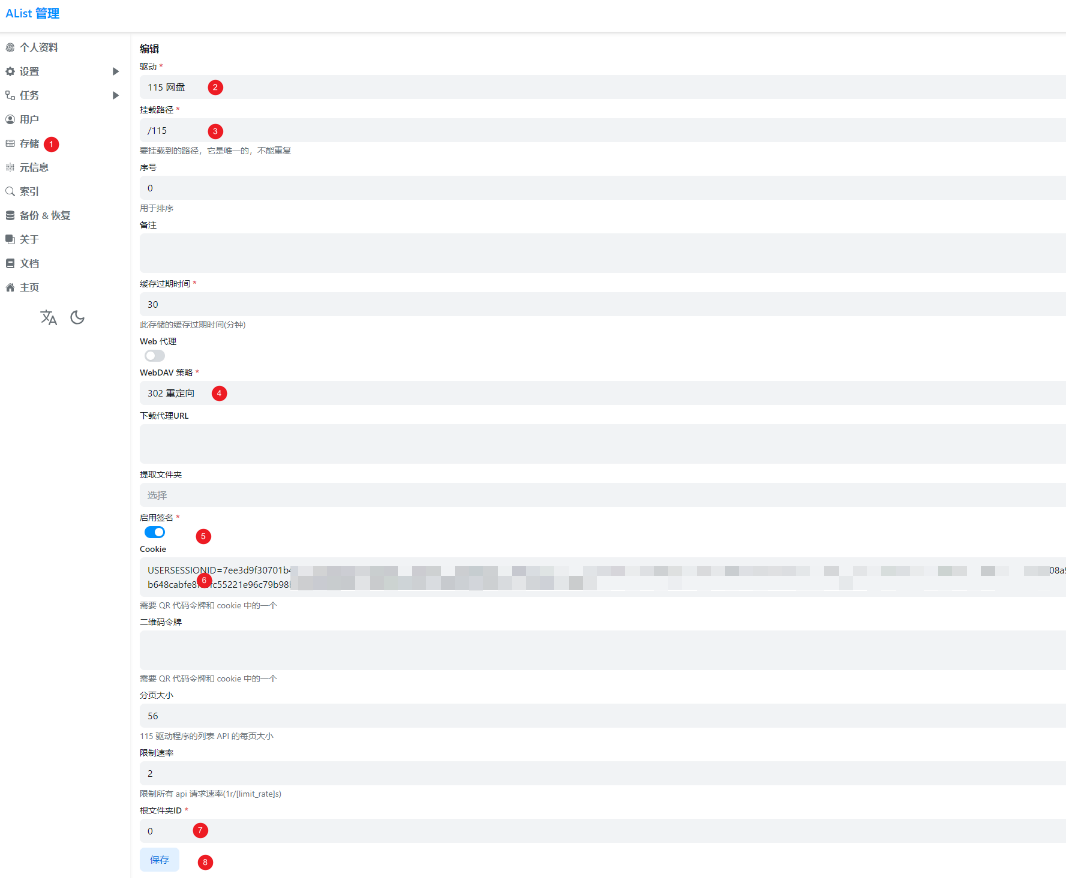 AList 管理
个人资料
设置
任务
用户
存储 1
元信息
索引
备份 & 恢复
关于
文档
主页
编辑
驱动 *
115 网盘 2
挂载路径 *
/115 3
要挂载到的路径，它是唯一的，不能重复
序号
0
用于排序
备注
缓存过期时间 *
30
此存储的缓存过期时间(分钟)
Web 代理
WebDAV 策略 *
302 重定向 4
下载代理URL
提取文件夹
选择
启用签名 *
5
Cookie
USERSESSIONID=7ee3d9f30701b
6
需要 QR 代码令牌和 cookie 中的一个
二维码令牌
需要 QR 代码令牌和 cookie 中的一个
分页大小
56
115 驱动程序的列表 API 的每页大小
限制速率
2
限制所有 api 请求速率(1r/[limit_rate]s)
根文件夹ID *
0 7
保存 8